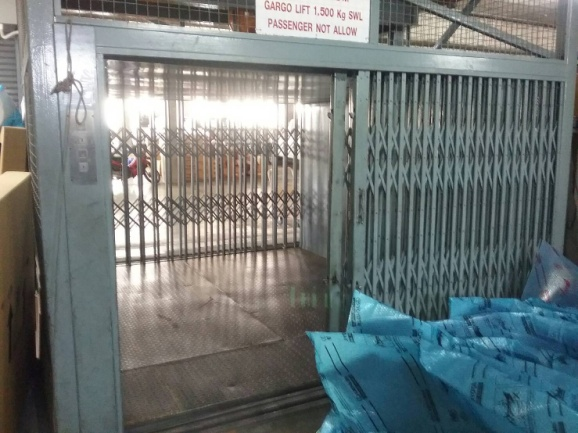 GARGO LIFT 1.500 Kg SWL
PASSENGER NOT ALLOW